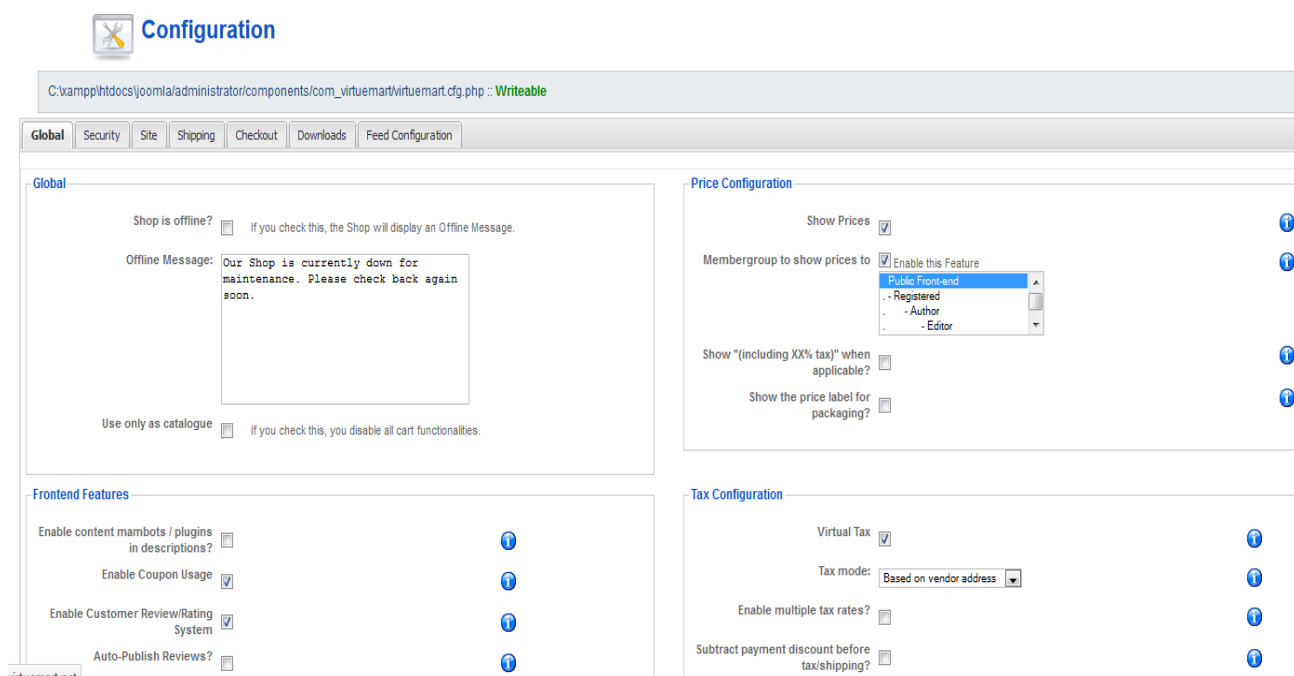 Configuration
C:\xampp\htdocs\joomla/administrator/components/com_virtuemart/virtuemart.cfg.php :: Writeable
Global Security Site Shipping Checkout Downloads Feed Configuration
Global
Shop is offline? If you check this, the Shop will display an Offline Message.
Offline Message: Our Shop is currently down for
maintenance. Please check back again
soon.
Use only as catalogue If you check this, you disable all cart functionalities.
Price Configuration
Show Prices
Membergroup to show prices to Enable this Feature
Public Front-end
. - Registered
. - Author
. - Editor
Show "(including XX% tax)" when
applicable?
Show the price label for
packaging?
Frontend Features
Enable content mambots / plugins
in descriptions?
Enable Coupon Usage
Enable Customer Review/Rating
System
Auto-Publish Reviews?
Tax Configuration
Virtual Tax
Tax mode: Based on vendor address
Enable multiple tax rates?
Subtract payment discount before
tax/shipping?